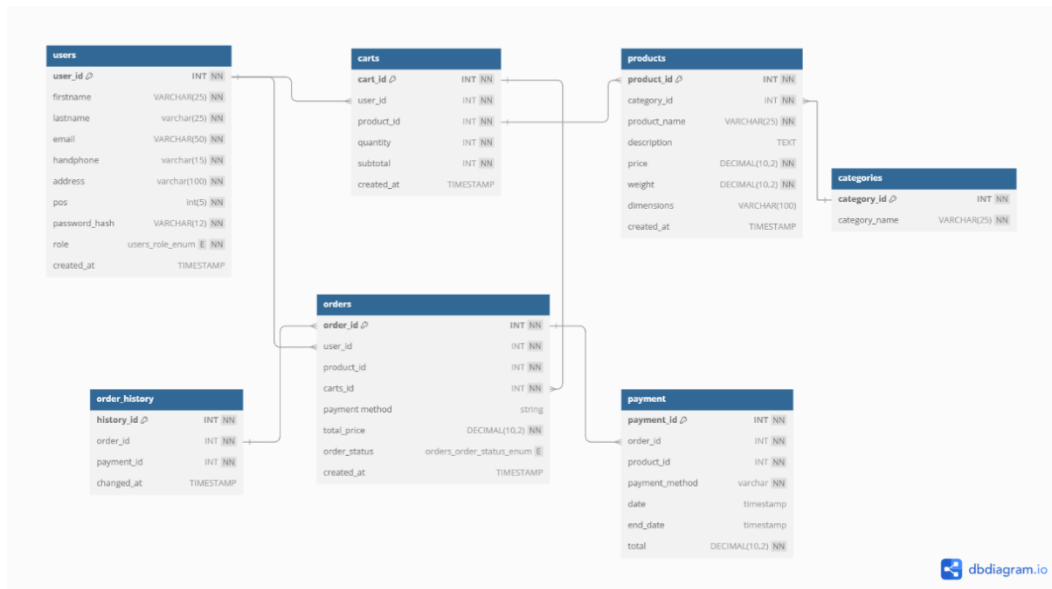 users
user_id INT NN
firstname VARCHAR(25) NN
lastname varchar(25) NN
email VARCHAR(50) NN
handphone varchar(15) NN
address varchar(100) NN
pos int(5) NN
password_hash VARCHAR(12) NN
role users_role_enum E NN
created_at TIMESTAMP
carts
cart_id INT NN
user_id INT NN
product_id INT NN
quantity INT NN
subtotal INT NN
created_at TIMESTAMP
products
product_id INT NN
category_id INT NN
product_name VARCHAR(25) NN
description TEXT
price DECIMAL(10,2) NN
weight DECIMAL(10,2) NN
dimensions VARCHAR(100)
created_at TIMESTAMP
categories
category_id INT NN
category_name VARCHAR(25) NN
orders
order_id INT NN
user_id INT NN
product_id INT NN
carts_id INT NN
payment method string
total_price DECIMAL(10,2) NN
order_status orders_order_status_enum E
created_at TIMESTAMP
order_history
history_id INT NN
order_id INT NN
payment_id INT NN
changed_at TIMESTAMP
payment
payment_id INT NN
order_id INT NN
product_id INT NN
payment_method varchar NN
date timestamp
end_date timestamp
total DECIMAL(10,2) NN
dbdiagram.io